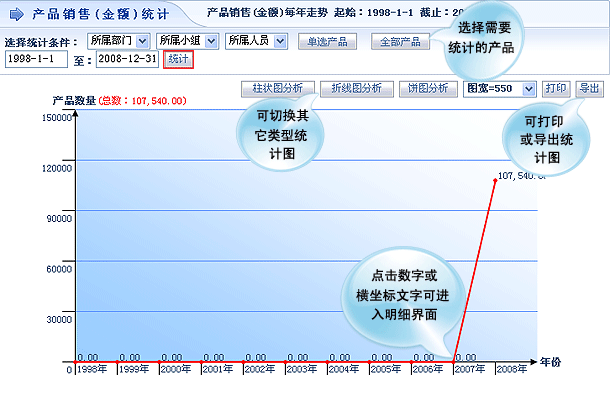 产品销售(金额)统计
产品销售(金额)每年走势 起始：1998-1-1 截止：20
选择统计条件： 所属部门 所属小组 所属人员 单选产品 全部产品
1998-1-1 至： 2008-12-31 统计
选择需要
统计的产品
柱状图分析 折线图分析 饼图分析 图宽=550 打印 导出
产品数量(总数：107,540.00)
可切换其
它类型统
计图
可打印
或导出统
计图
150000
120000
107,540.0
90000
60000
30000
点击数字或
横坐标文字可进
入明细界面
0.00 0.00 0.00 0.00 0.00 0.00 0.00 0.00 0.00 0.00
0 1998年 1999年 2000年 2001年 2002年 2003年 2004年 2005年 2006年 2007年 2008年 年份